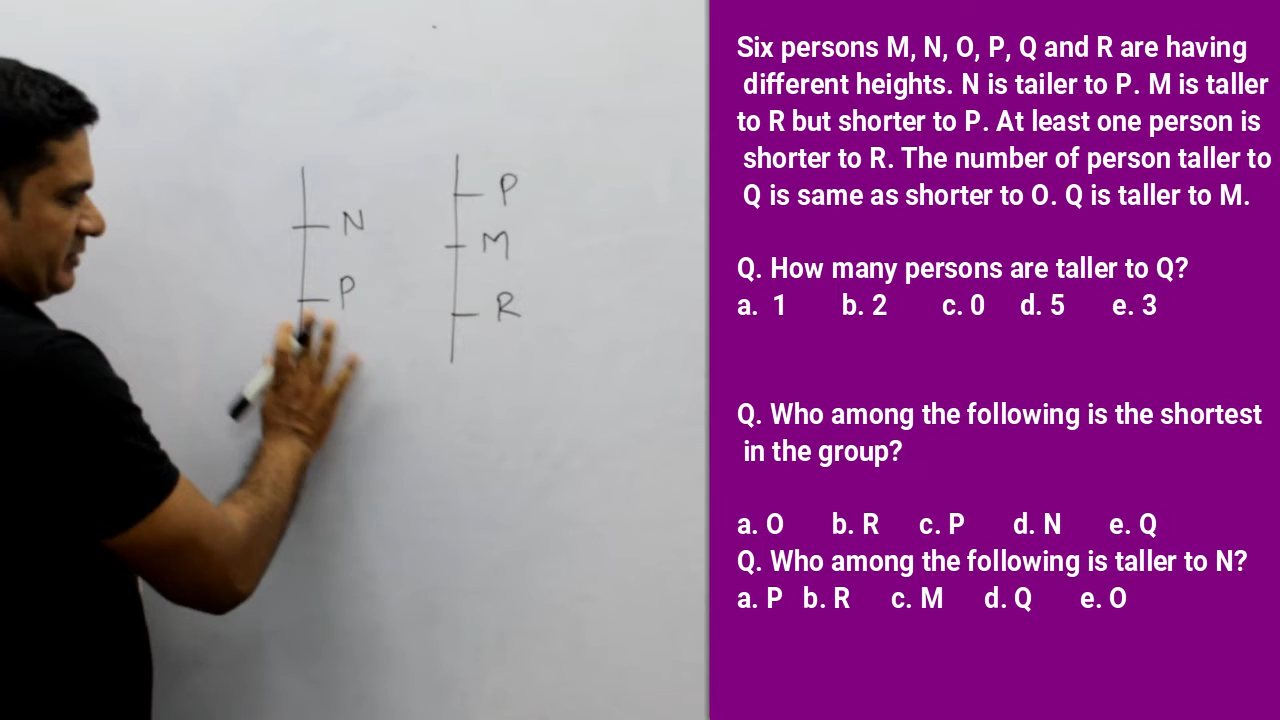 N
P
P
M
R
Six persons M, N, O, P, Q and R are having
different heights. N is tailer to P. M is taller
to R but shorter to P. At least one person is
shorter to R. The number of person taller to
Q is same as shorter to O. Q is taller to M.
Q. How many persons are taller to Q?
a. 1 b. 2 c. 0 d. 5 e. 3
Q. Who among the following is the shortest
in the group?
a. O b. R c. P d. N e. Q
Q. Who among the following is taller to N?
a. P b. R c. M d. Q e. O